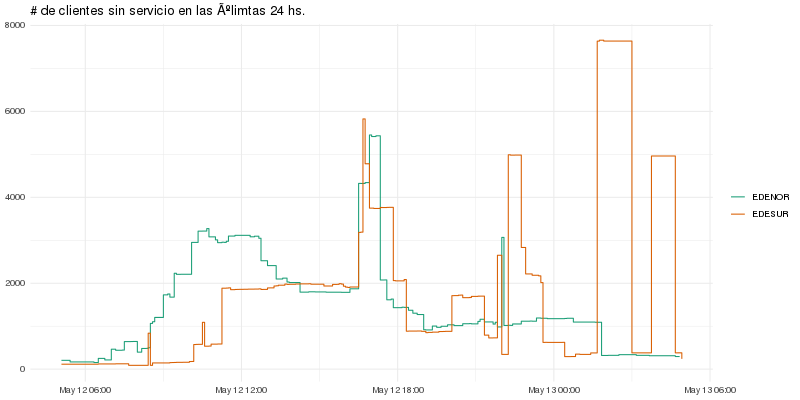 # de clientes sin servicio en las Ãºlimtas 24 hs.
8000
6000
4000
2000
0
May 12 06:00
May 12 12:00
May 12 18:00
May 13 00:00
May 13 06:00
EDENOR
EDESUR